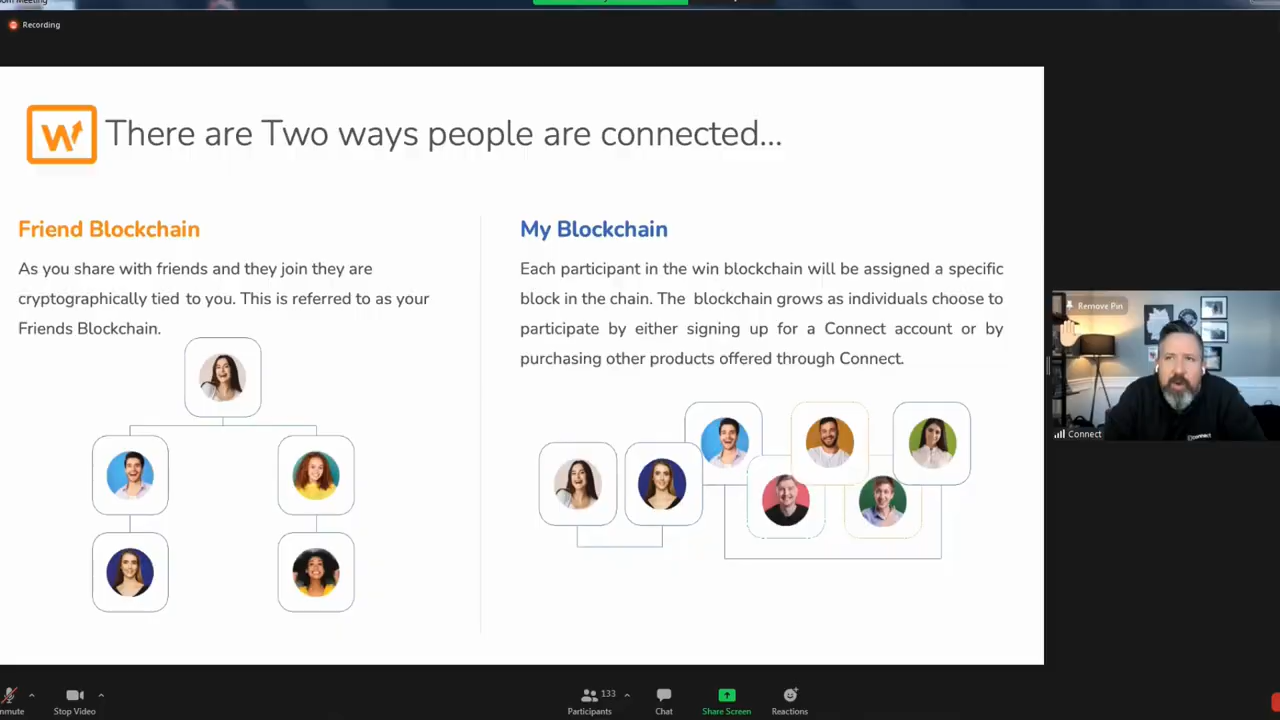 Recording
W
There are Two ways people are connected...
Friend Blockchain
As you share with friends and they join they are
cryptographically tied to you. This is referred to as your
Friends Blockchain.
My Blockchain
Each participant in the win blockchain will be assigned a specific
block in the chain. The blockchain grows as individuals choose to
participate by either signing up for a Connect account or by
purchasing other products offered through Connect.
Remove Pin
connect
Connect
Stop Video
133
Participants
Chat
Share Screen
Reactions